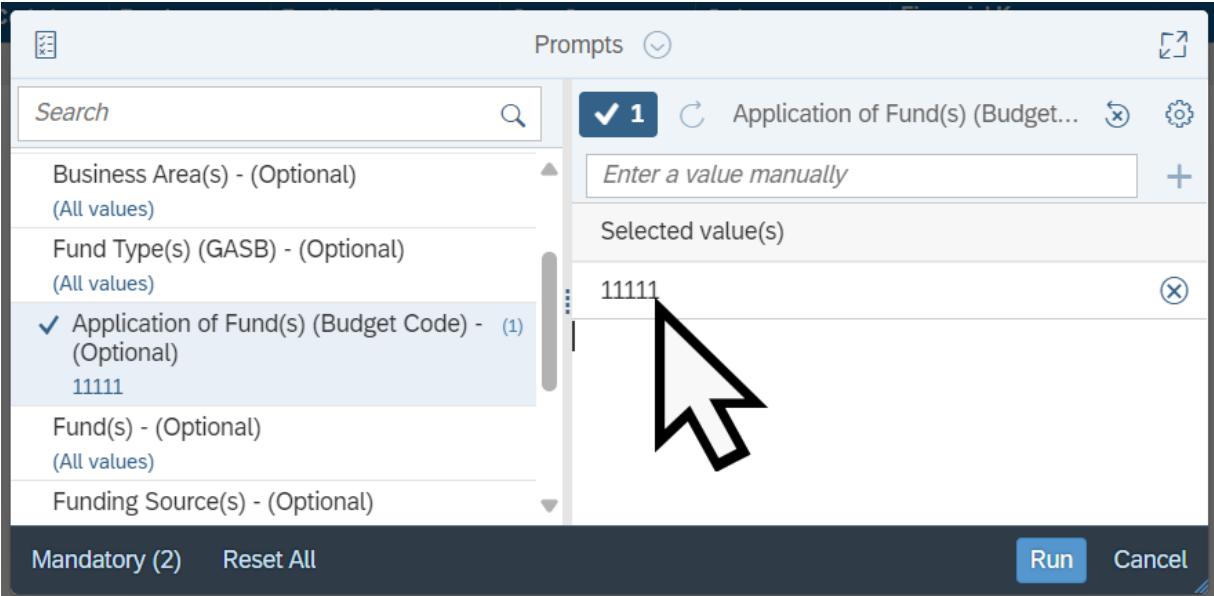 Prompts
Search
1
Application of Fund(s) (Budget...
Business Area(s) - (Optional)
(All values)
Enter a value manually
Fund Type(s) (GASB) - (Optional)
(All values)
Selected value(s)
Application of Fund(s) (Budget Code) - (1)
(Optional)
11111
11111
Fund(s) - (Optional)
(All values)
Funding Source(s) - (Optional)
Mandatory (2)
Reset All
Run
Cancel